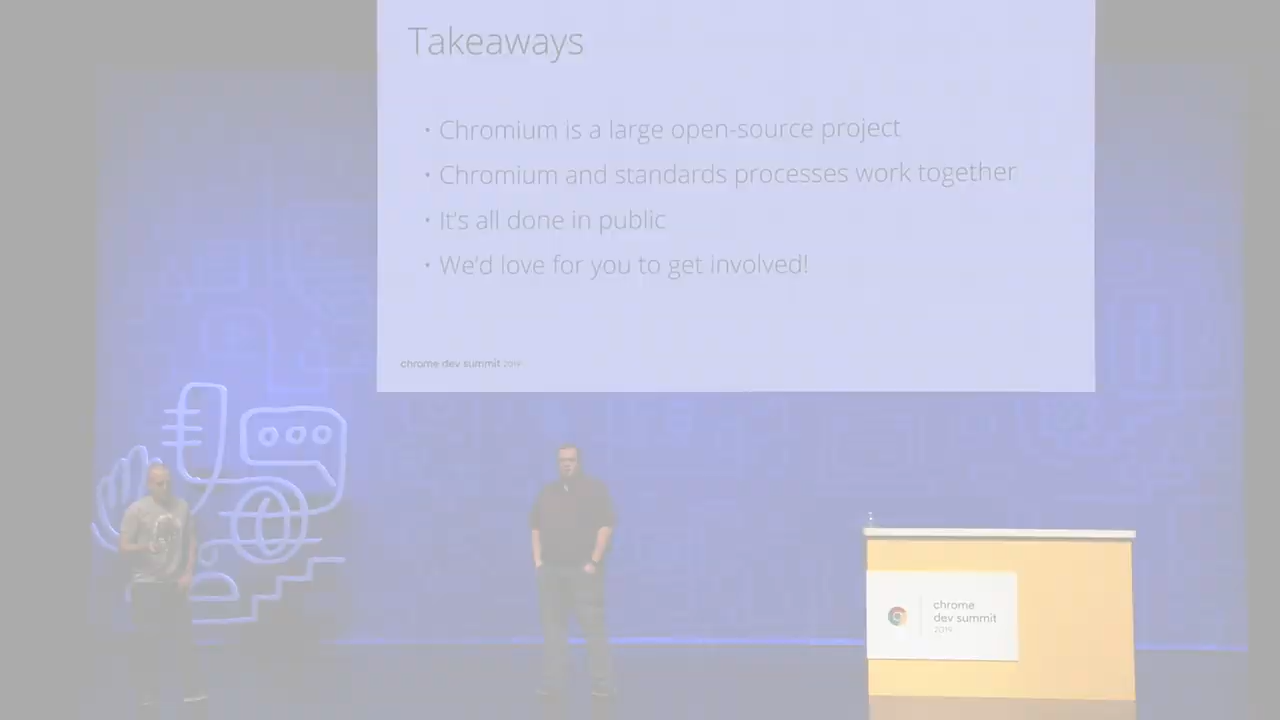 Takeaways
• Chromium is a large open-source project
• Chromium and standards processes work together
• It's all done in public
• We'd love for you to get involved!
chrome dev summit 2019
chrome
dev summit
2019